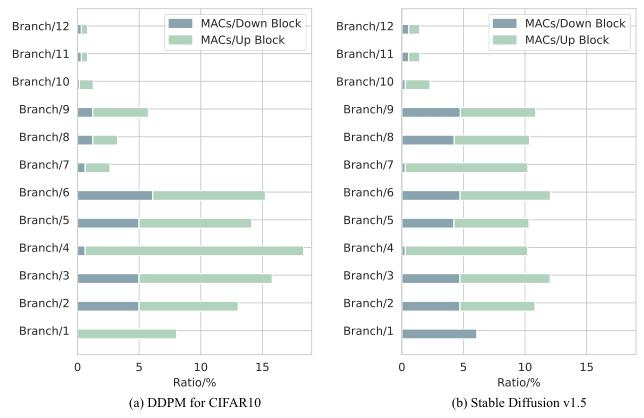 MACs/Down Block
MACs/Up Block
Branch/12
Branch/11
Branch/10
Branch/9
Branch/8
Branch/7
Branch/6
Branch/5
Branch/4
Branch/3
Branch/2
Branch/1
0 5 10 15
Ratio/%
(a) DDPM for CIFAR10
MACs/Down Block
MACs/Up Block
Branch/12
Branch/11
Branch/10
Branch/9
Branch/8
Branch/7
Branch/6
Branch/5
Branch/4
Branch/3
Branch/2
Branch/1
0 5 10 15
Ratio/%
(b) Stable Diffusion v1.5